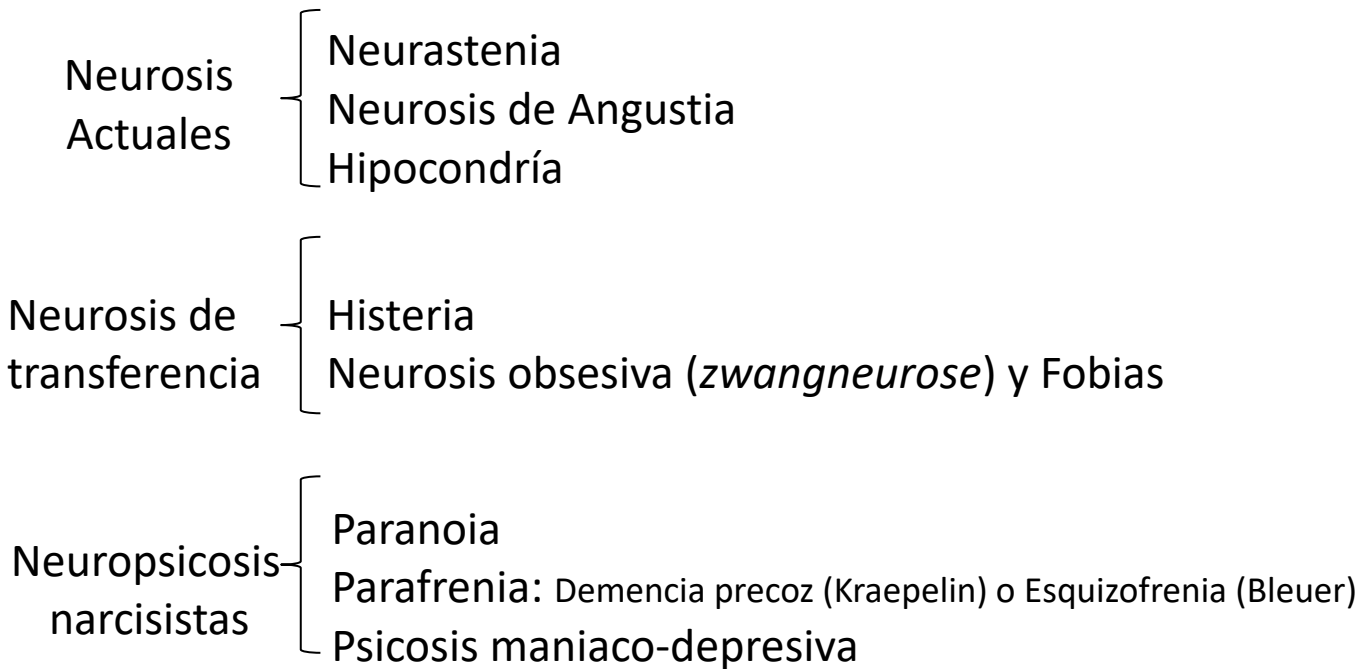 Neurosis
Actuales
Neurastenia
Neurosis de Angustia
Hipocondría
Neurosis de
transferencia
Histeria
Neurosis obsesiva (zwangneurose) y Fobias
Neuropsicosis
narcisistas
Paranoia
Parafrenia: Demencia precoz (Kraepelin) o Esquizofrenia (Bleuer)
Psicosis maniaco-depresiva